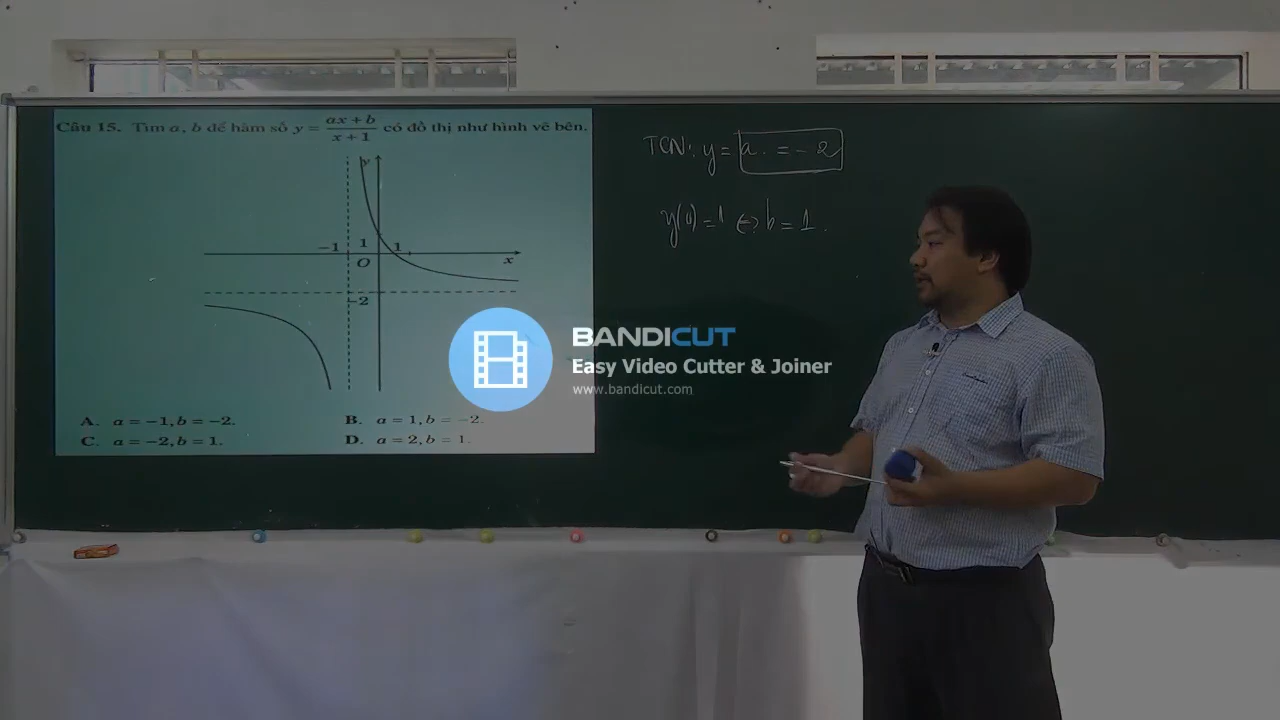 Câu 15. Tìm a, b để hàm số y = \frac{ax+b}{x+1} có đồ thị như hình vẽ bên.
y
−1
1
1
O
x
−2
A. a = −1, b = −2.
B. a = 1, b = −2.
C. a = −2, b = 1.
D. a = 2, b = 1.
TCN: y = a = −2
y(0) = 1 ⇔ b = 1.
BANDICUT
Easy Video Cutter & Joiner
www.bandicut.com